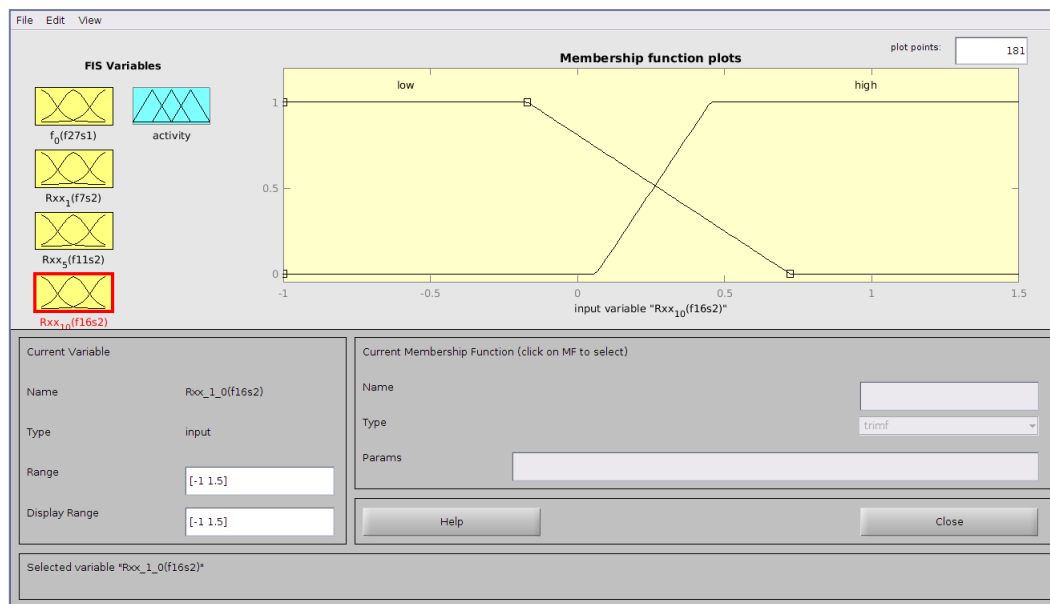 File Edit View
FIS Variables
f0(f27s1)
activity
Rxx1(f7s2)
Rxx5(f11s2)
Rxx10(f16s2)
plot points: 181
Membership function plots
low high
1
0.5
0
-1 -0.5 0 0.5 1 1.5
input variable "Rxx10(f16s2)"
Current Variable
Name Rxx_1_0(f16s2)
Type input
Range [-1 1.5]
Display Range [-1 1.5]
Current Membership Function (click on MF to select)
Name
Type trimf
Params
Help Close
Selected variable "Rxx_1_0(f16s2)"